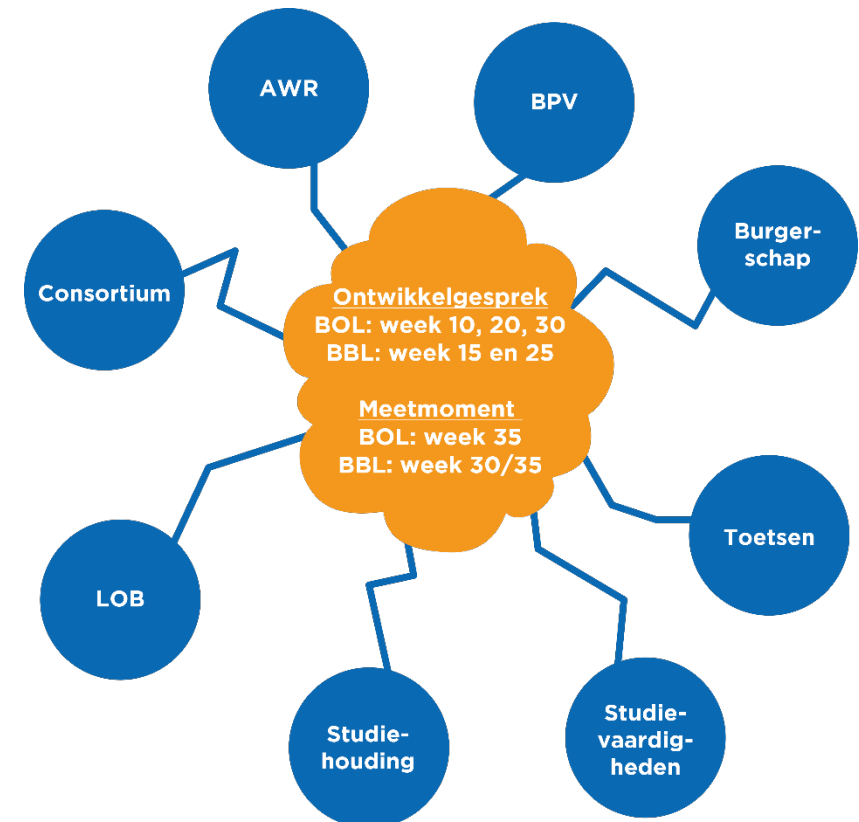 AWR
BPV
Burger-
schap
Consortium
Ontwikkelgesprek
BOL: week 10, 20, 30
BBL: week 15 en 25
Meetmoment
BOL: week 35
BBL: week 30/35
Toetsen
LOB
Studie-
houding
Studie-
vaardig-
heden